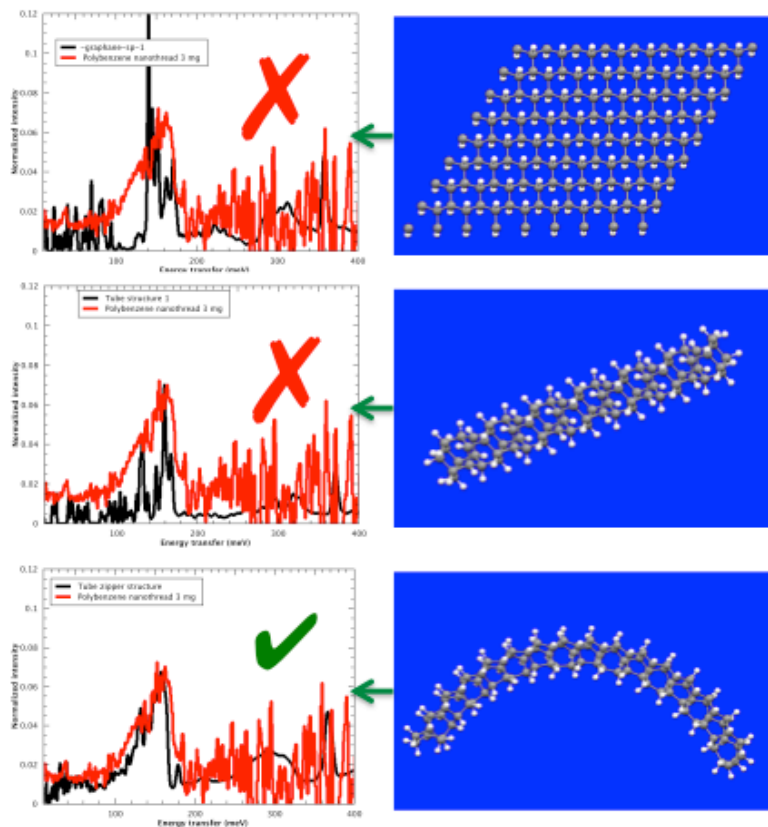 0.12
0.1
0.08
0.06
0.04
0.02
0
-graphane-sp-1
Polybenzene nanothread 3 mg
Normalized intensity
100 200 300 400
Energy transfer (meV)
0.12
0.1
0.08
0.06
0.04
0.02
0
Tube structure 1
Polybenzene nanothread 3 mg
Normalized intensity
100 200 300 400
Energy transfer (meV)
0.12
0.1
0.08
0.06
0.04
0.02
0
Tube zipper structure
Polybenzene nanothread 3 mg
Normalized intensity
100 200 300 400
Energy transfer (meV)